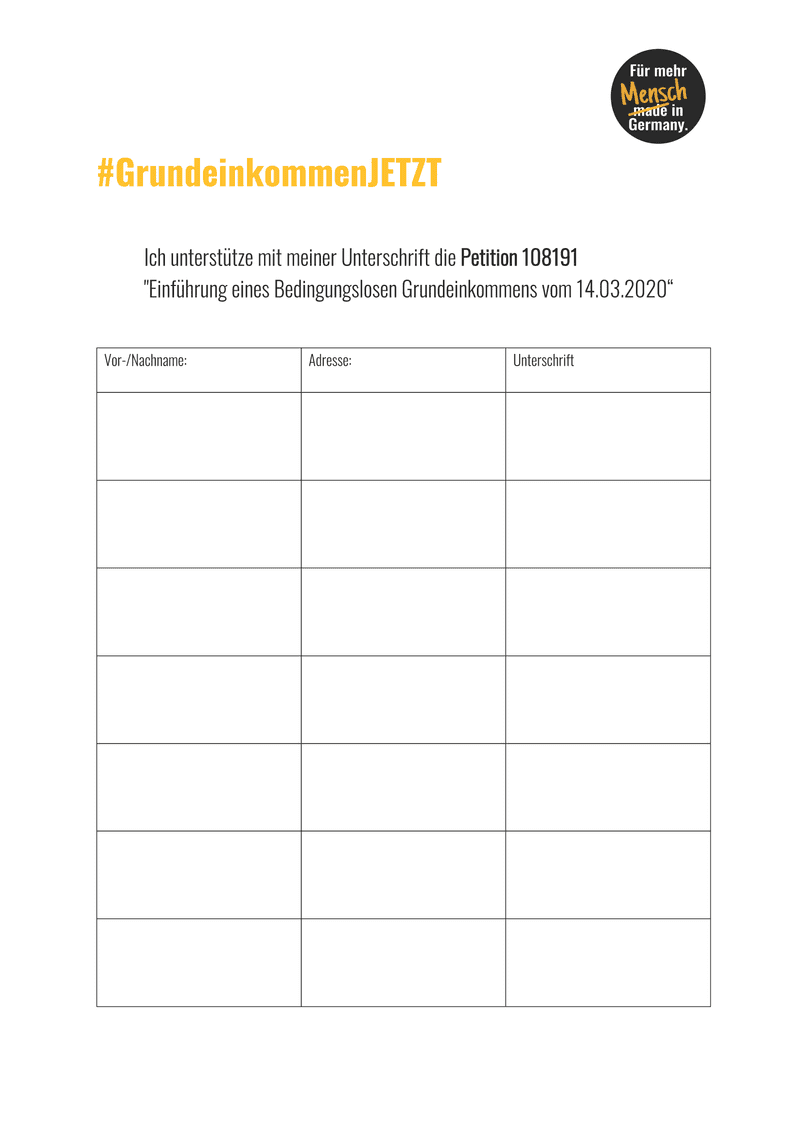 Für mehr
Mensch
made in
Germany.
#GrundeinkommenJETZT
Ich unterstütze mit meiner Unterschrift die Petition 108191
"Einführung eines Bedingungslosen Grundeinkommens vom 14.03.2020“
Vor-/Nachname: Adresse: Unterschrift